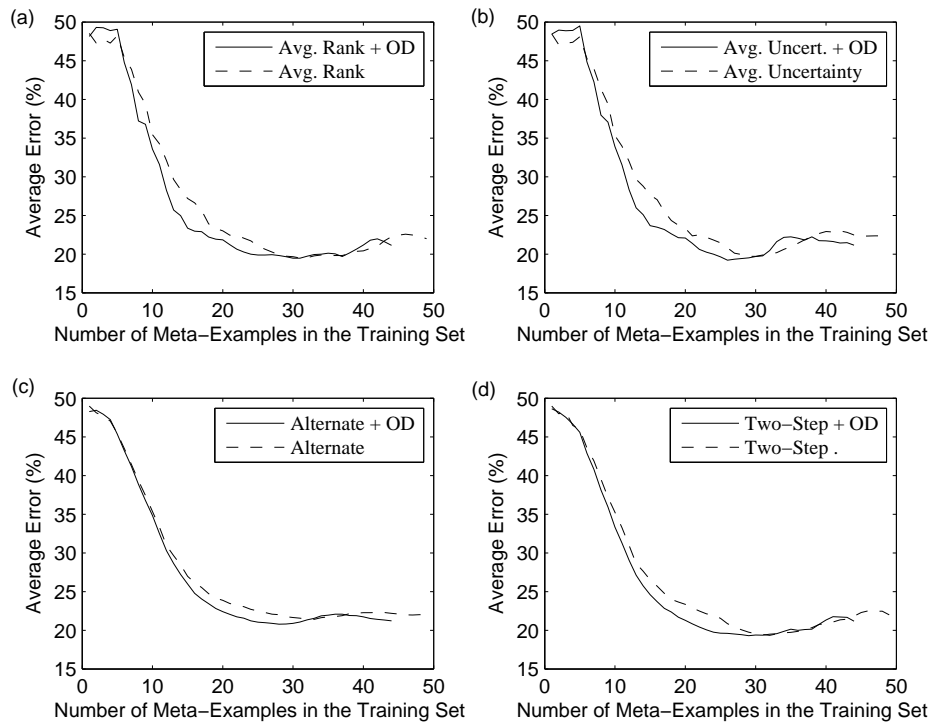 (a)
50
45
40
35
30
25
20
15
Average Error (%)
Avg. Rank + OD
Avg. Rank
0 10 20 30 40 50
Number of Meta−Examples in the Training Set
(b)
50
45
40
35
30
25
20
15
Average Error (%)
Avg. Uncert. + OD
Avg. Uncertainty
0 10 20 30 40 50
Number of Meta−Examples in the Training Set
(c)
50
45
40
35
30
25
20
15
Average Error (%)
Alternate + OD
Alternate
0 10 20 30 40 50
Number of Meta−Examples in the Training Set
(d)
50
45
40
35
30
25
20
15
Average Error (%)
Two−Step + OD
Two−Step .
0 10 20 30 40 50
Number of Meta−Examples in the Training Set